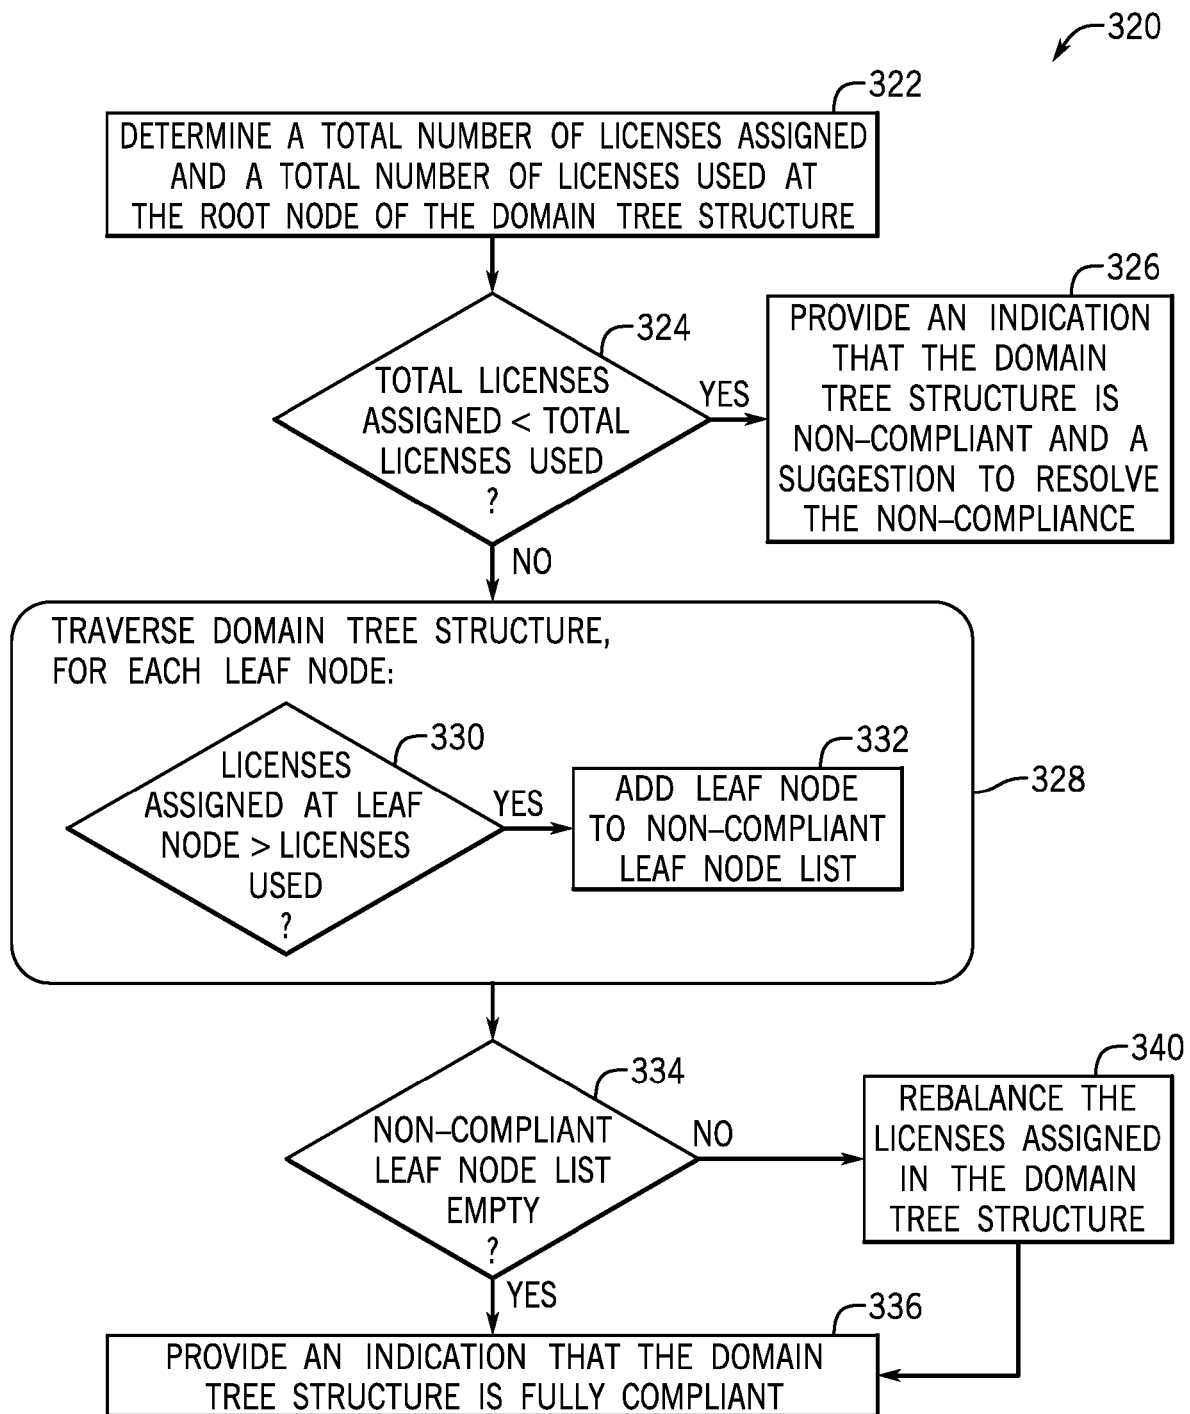 320
322
DETERMINE A TOTAL NUMBER OF LICENSES ASSIGNED
AND A TOTAL NUMBER OF LICENSES USED AT
THE ROOT NODE OF THE DOMAIN TREE STRUCTURE
324
TOTAL LICENSES
ASSIGNED < TOTAL
LICENSES USED
?
YES
326
PROVIDE AN INDICATION
THAT THE DOMAIN
TREE STRUCTURE IS
NON–COMPLIANT AND A
SUGGESTION TO RESOLVE
THE NON–COMPLIANCE
NO
TRAVERSE DOMAIN TREE STRUCTURE,
FOR EACH LEAF NODE:
328
330
LICENSES
ASSIGNED AT LEAF
NODE > LICENSES
USED
?
YES
332
ADD LEAF NODE
TO NON–COMPLIANT
LEAF NODE LIST
334
NON–COMPLIANT
LEAF NODE LIST
EMPTY
?
NO
340
REBALANCE THE
LICENSES ASSIGNED
IN THE DOMAIN
TREE STRUCTURE
YES
336
PROVIDE AN INDICATION THAT THE DOMAIN
TREE STRUCTURE IS FULLY COMPLIANT